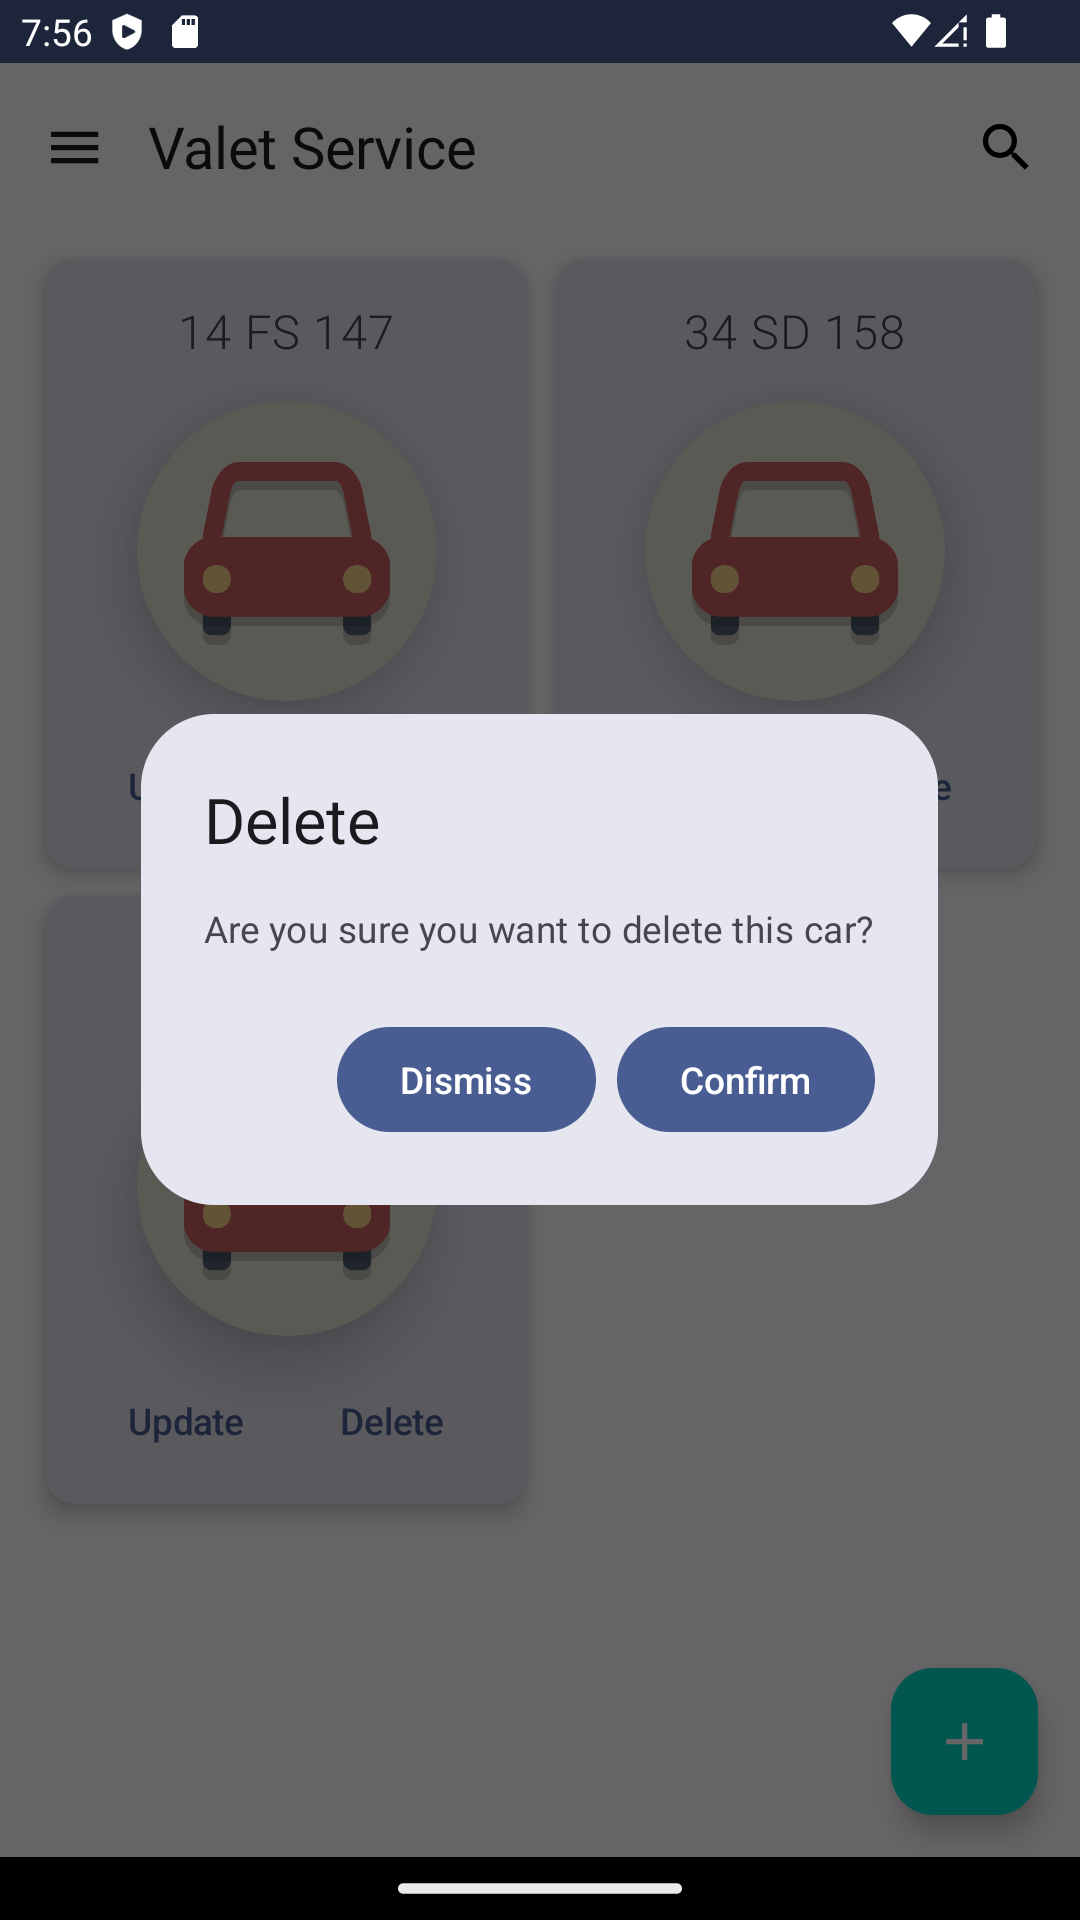 7:56
Valet Service
14 FS 147
34 SD 158
Delete
Are you sure you want to delete this car?
Dismiss
Confirm
Update
Delete